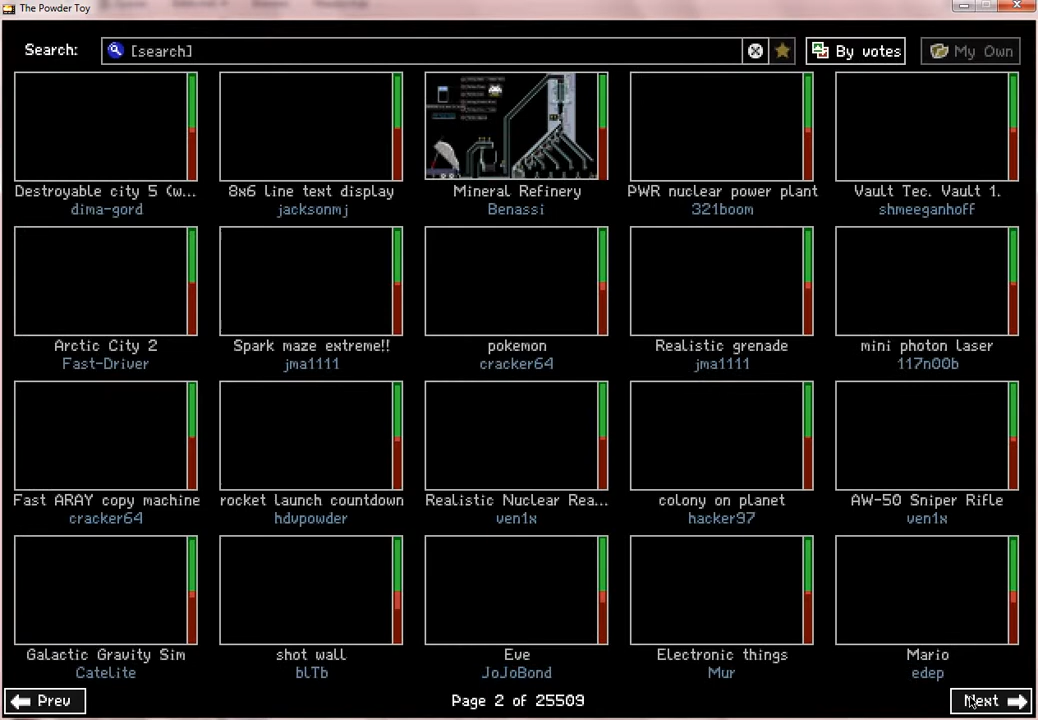 The Powder Toy
Search: [search] By votes My Own
Destroyable city 5 (w... 8x6 line text display Mineral Refinery PWR nuclear power plant Vault Tec. Vault 1.
dima-gord jacksonmj Benassi 321boom shmeeganhoff
Arctic City 2 Spark maze extreme!! pokemon Realistic grenade mini photon laser
Fast-Driver jma1111 cracker64 jma1111 117n00b
Fast ARAY copy machine rocket launch countdown Realistic Nuclear Rea... colony on planet AW-50 Sniper Rifle
cracker64 hdvpowder ven1x hacker97 ven1x
Galactic Gravity Sim shot wall Eve Electronic things Mario
Catelite blTb JoJoBond Mur edep
Prev Page 2 of 25509 Next